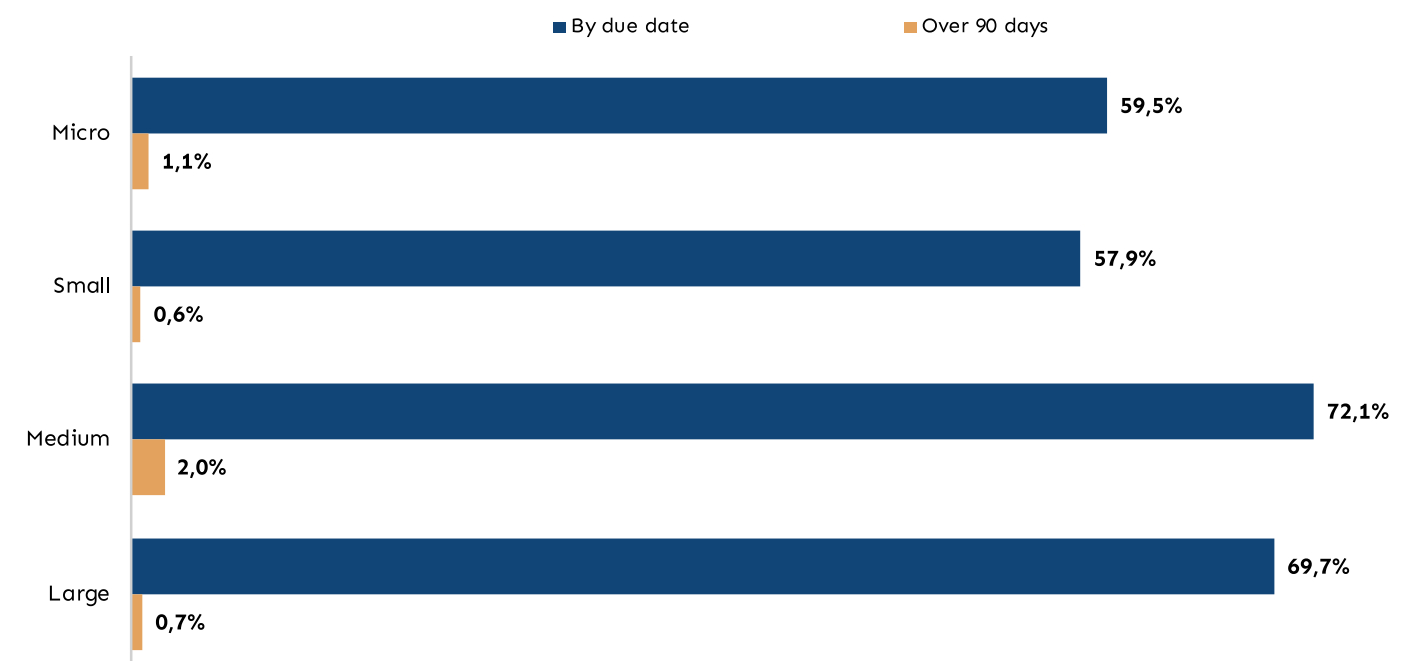 By due date
Over 90 days
Micro
59,5%
1,1%
Small
57,9%
0,6%
Medium
72,1%
2,0%
Large
69,7%
0,7%